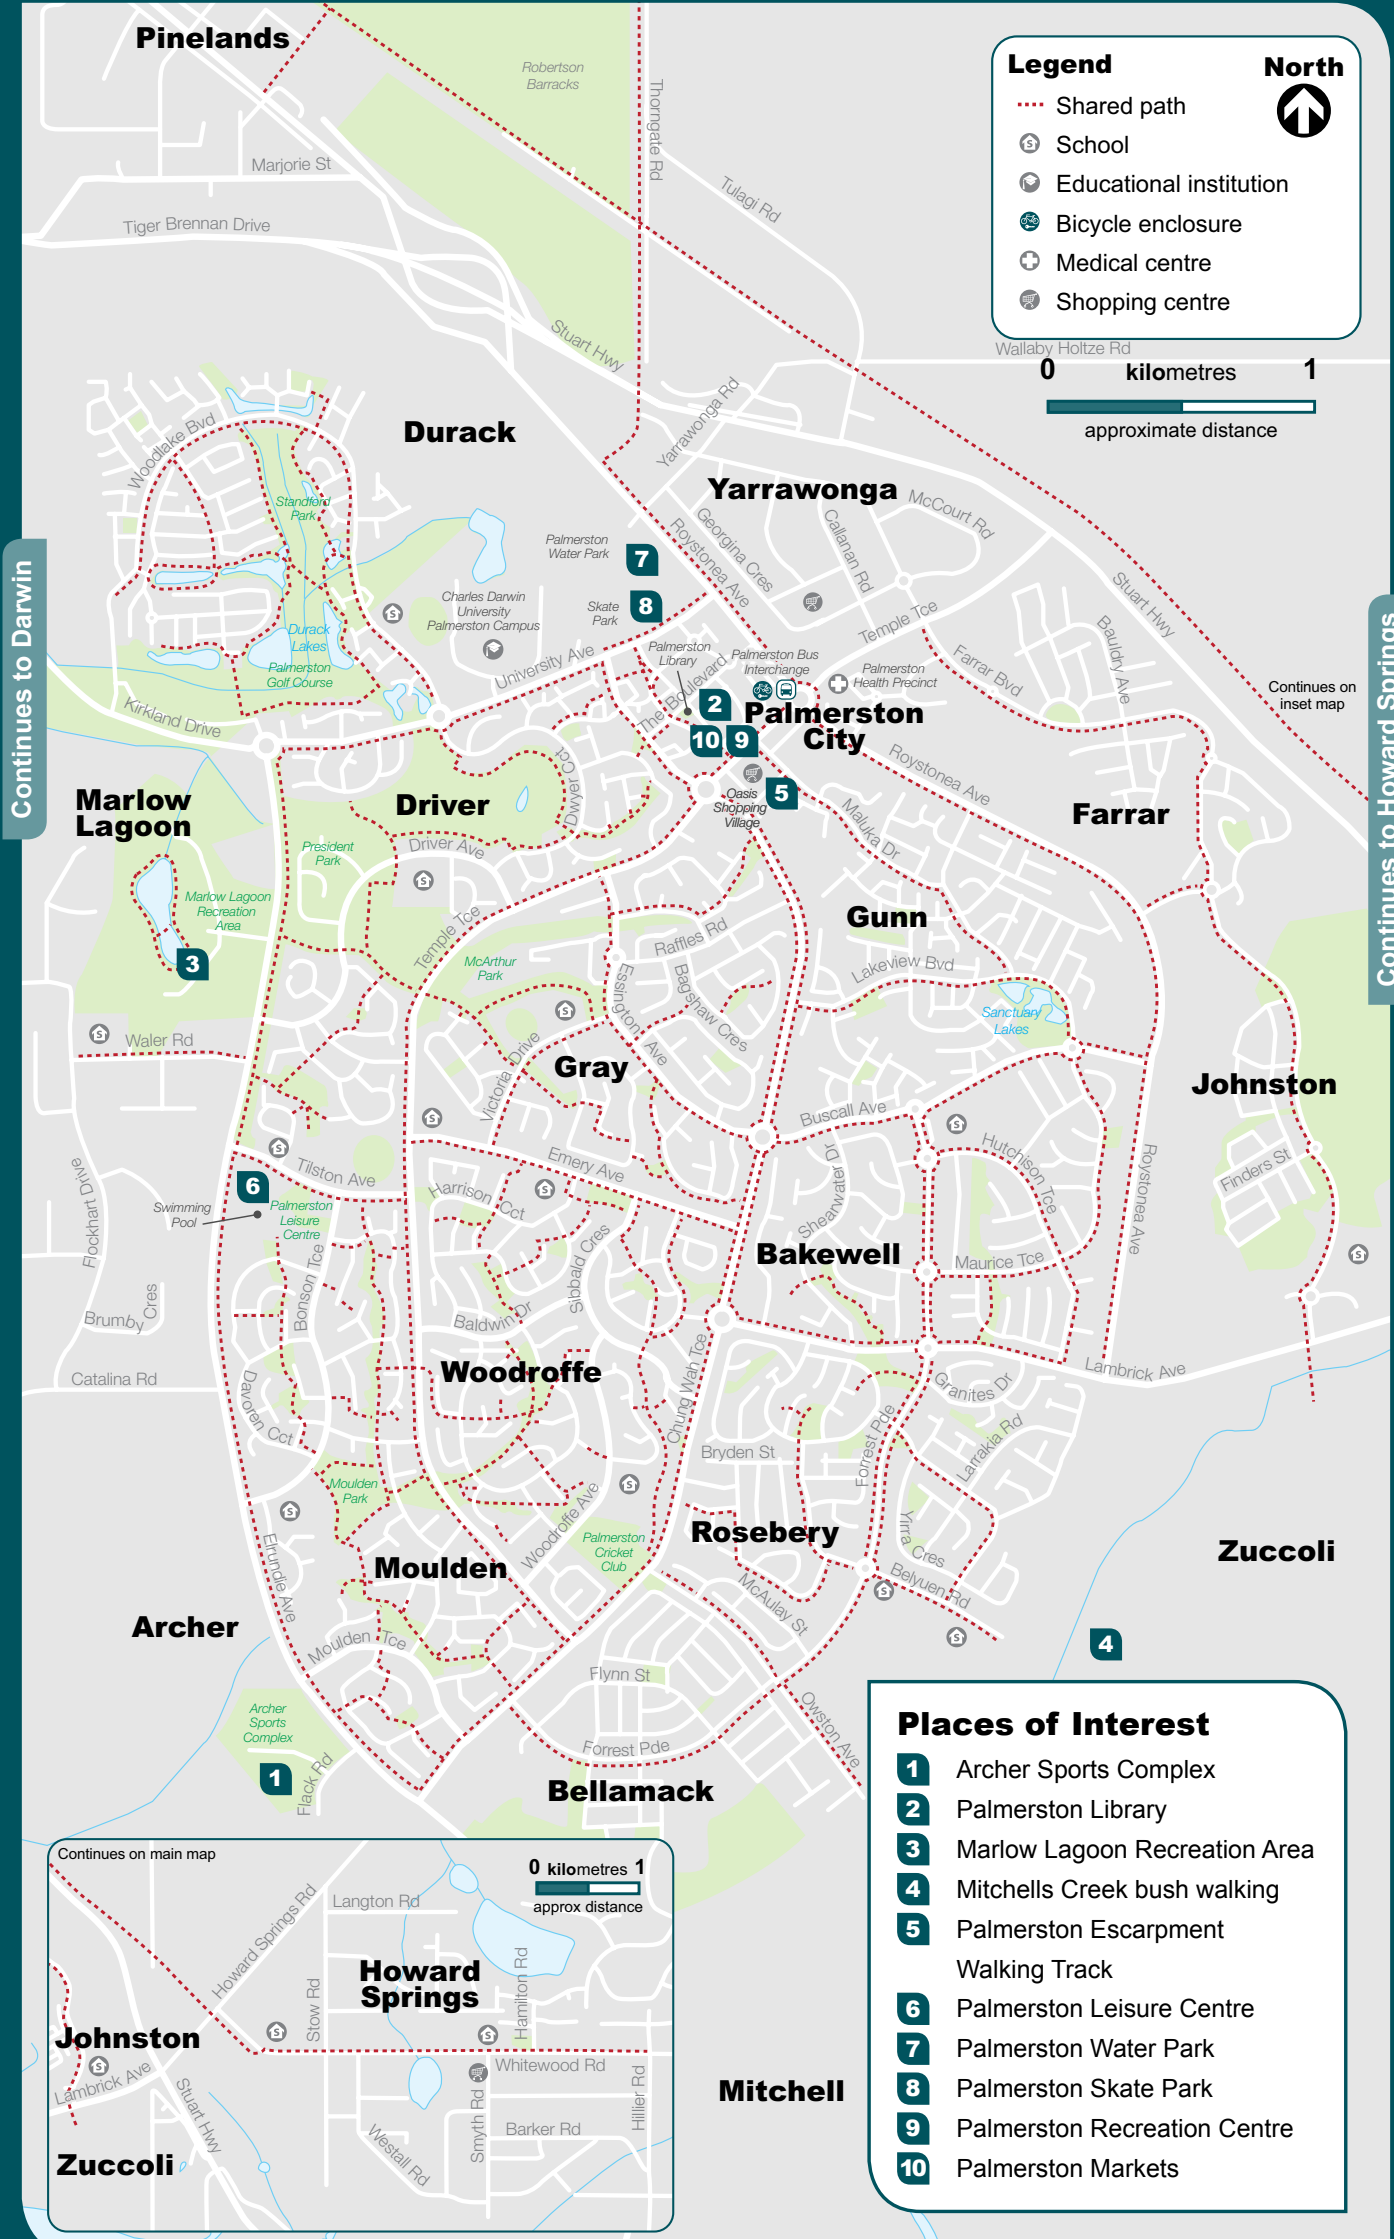 Pinelands
Robertson
Barracks
Thorngate Rd
Tulagi Rd
Marjorie St
Tiger Brennan Drive
Stuart Hwy
Legend
North
Shared path
School
Educational institution
Bicycle enclosure
Medical centre
Shopping centre
Wallaby Holtze Rd
0 kilometres 1
approximate distance
Continues to Darwin
Continues to Howard Springs
Durack
Woodlake Bvd
Yarrawonga Rd
Yarrawonga
McCourt Rd
Standford
Park
Georgina Cres
Roystonea Ave
Callanan Rd
Stuart Hwy
Palmerston
Water Park
7
Charles Darwin
University
Palmerston Campus
Skate
Park
8
Temple Tce
Bauldry Ave
Durack
Lakes
Palmerston
Golf Course
University Ave
Palmerston
Library
The Boulevard
Palmerston Bus
Interchange
Palmerston
Health Precinct
Farrar Bvd
Continues on
inset map
Kirkland Drive
2
Palmerston
City
10
9
Roystonea Ave
Dwyer Cct
Marlow
Lagoon
Driver
Oasis
Shopping
Village
5
Maluka Dr
Farrar
President
Park
Driver Ave
Marlow Lagoon
Recreation
Area
3
Temple Tce
Gunn
Raffles Rd
McArthur
Park
Essington Ave
Bagshaw Cres
Lakeview Bvd
Sanctuary
Lakes
Waler Rd
Victoria Drive
Gray
Johnston
Buscall Ave
Hutchison Tce
Flockhart Drive
Tilston Ave
Emery Ave
Shearwater Dr
Roystonea Ave
Finders St
6
Swimming
Pool
Palmerston
Leisure
Centre
Harrison Cct
Sibbald Cres
Bakewell
Maurice Tce
Bonson Tce
Brumby Cres
Baldwin Dr
Catalina Rd
Davoren Cct
Woodroffe
Chung Wah Tce
Lambrick Ave
Granites Dr
Forrest Pde
Larrakia Rd
Bryden St
Moulden
Park
Woodroffe Ave
Palmerston
Cricket
Club
Rosebery
Yirra Cres
Zuccoli
Elrundie Ave
Moulden
McAulay St
Belyuen Rd
Archer
Moulden Tce
4
Flynn St
Owston Ave
Archer
Sports
Complex
1
Flack Rd
Forrest Pde
Bellamack
Places of Interest
1 Archer Sports Complex
2 Palmerston Library
3 Marlow Lagoon Recreation Area
4 Mitchells Creek bush walking
5 Palmerston Escarpment
Walking Track
6 Palmerston Leisure Centre
7 Palmerston Water Park
8 Palmerston Skate Park
9 Palmerston Recreation Centre
10 Palmerston Markets
Continues on main map
0 kilometres 1
approx distance
Langton Rd
Howard Springs Rd
Howard
Springs
Stow Rd
Hamilton Rd
Johnston
Lambrick Ave
Whitewood Rd
Stuart Hwy
Smyth Rd
Hillier Rd
Barker Rd
Westall Rd
Zuccoli
Mitchell